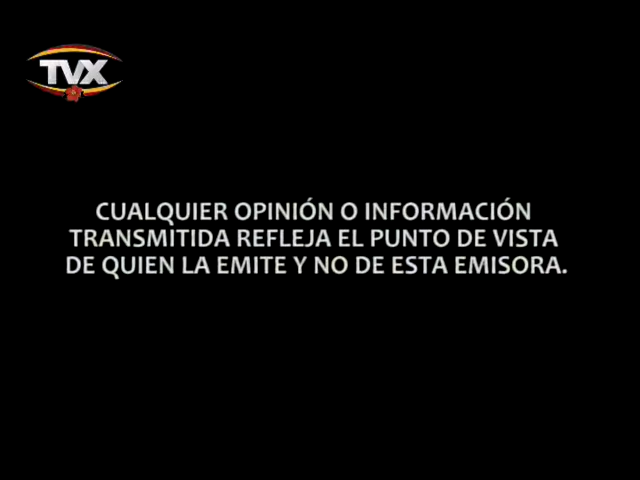 TVX
CUALQUIER OPINIÓN O INFORMACIÓN
TRANSMITIDA REFLEJA EL PUNTO DE VISTA
DE QUIEN LA EMITE Y NO DE ESTA EMISORA.